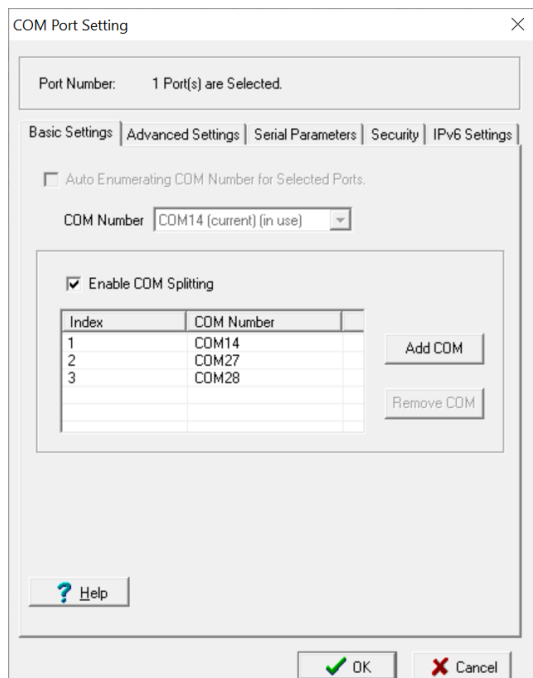 COM Port Setting
Port Number: 1 Port(s) are Selected.
Basic Settings Advanced Settings Serial Parameters Security IPv6 Settings
Auto Enumerating COM Number for Selected Ports.
COM Number COM14 (current) (in use)
Enable COM Splitting
Index COM Number
1 COM14
2 COM27
3 COM28
Add COM
Remove COM
? Help
OK Cancel